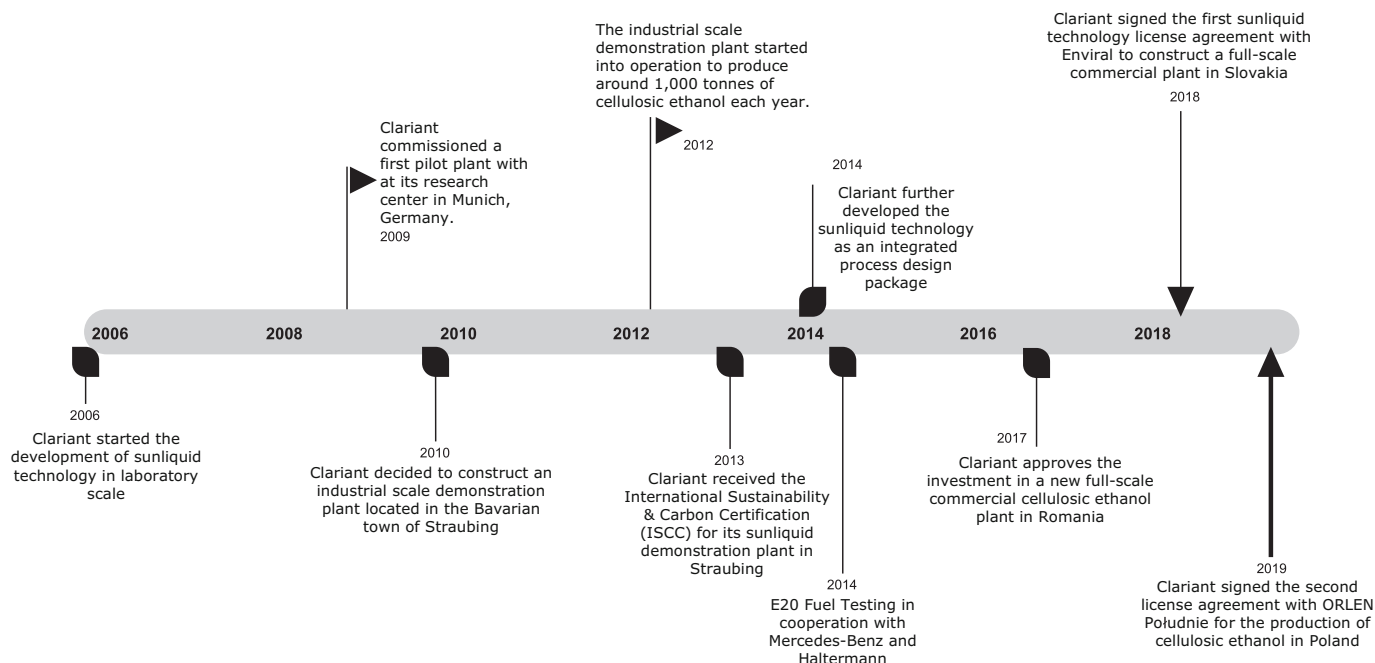 Clariant signed the first sunliquid
technology license agreement with
Enviral to construct a full-scale
commercial plant in Slovakia
2018
The industrial scale
demonstration plant started
into operation to produce
around 1,000 tonnes of
cellulosic ethanol each year.
2012
Clariant
commissioned a
first pilot plant with
at its research
center in Munich,
Germany.
2009
2014
Clariant further
developed the
sunliquid technology
as an integrated
process design
package
2006
2008
2010
2012
2014
2016
2018
2006
Clariant started the
development of sunliquid
technology in laboratory
scale
2010
Clariant decided to construct an
industrial scale demonstration
plant located in the Bavarian
town of Straubing
2013
Clariant received the
International Sustainability
& Carbon Certification
(ISCC) for its sunliquid
demonstration plant in
Straubing
2014
E20 Fuel Testing in
cooperation with
Mercedes-Benz and
Haltermann
2017
Clariant approves the
investment in a new full-scale
commercial cellulosic ethanol
plant in Romania
2019
Clariant signed the second
license agreement with ORLEN
Południe for the production of
cellulosic ethanol in Poland